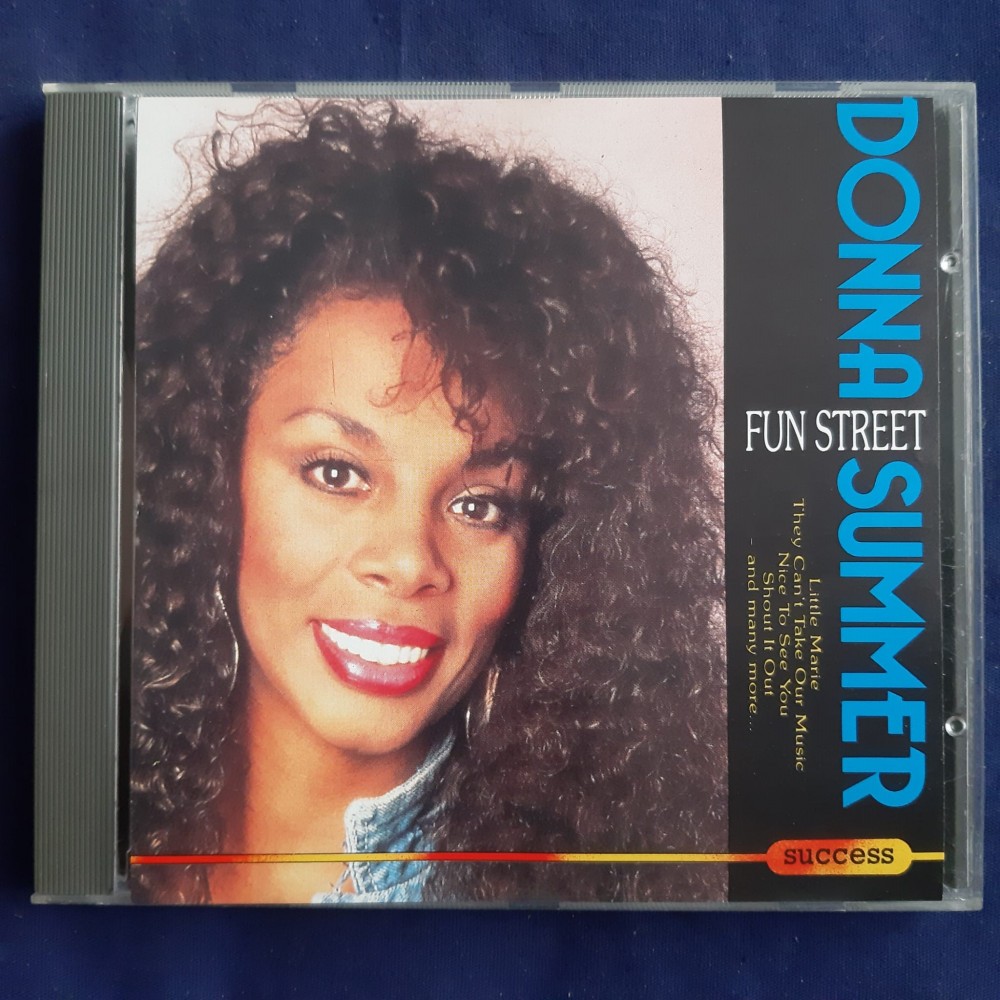 DONNA SUMMER
FUN STREET
Little Marie
They Can't Take Our Music
Nice To See You
Shout It Out
- and many more...
success